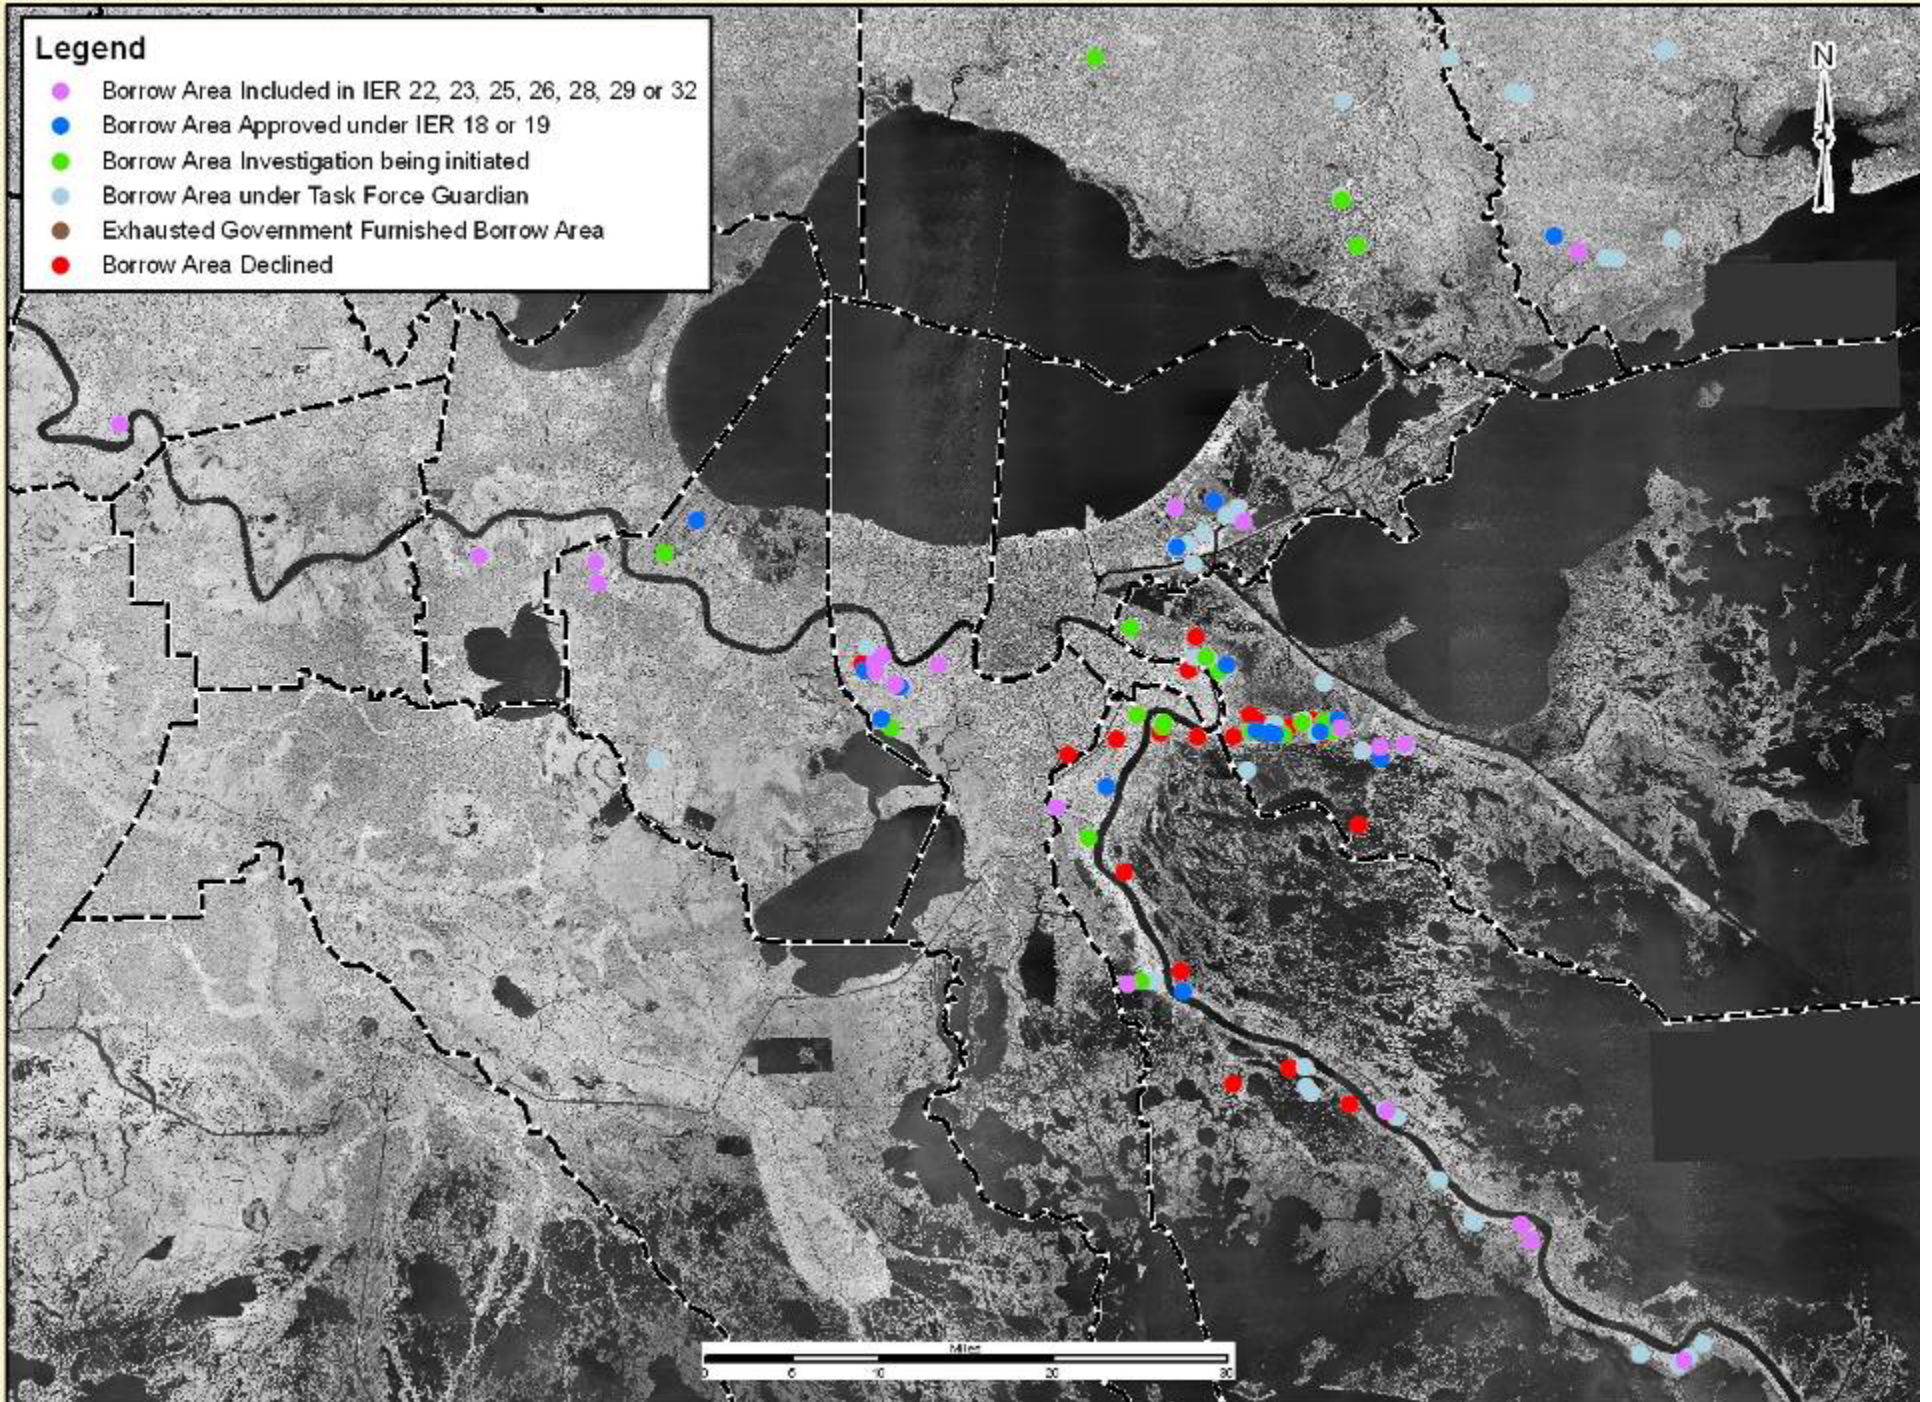 Legend
Borrow Area Included in IER 22, 23, 25, 26, 28, 29 or 32
Borrow Area Approved under IER 18 or 19
Borrow Area Investigation being initiated
Borrow Area under Task Force Guardian
Exhausted Government Furnished Borrow Area
Borrow Area Declined
N
Miles
0 5 10 20 30